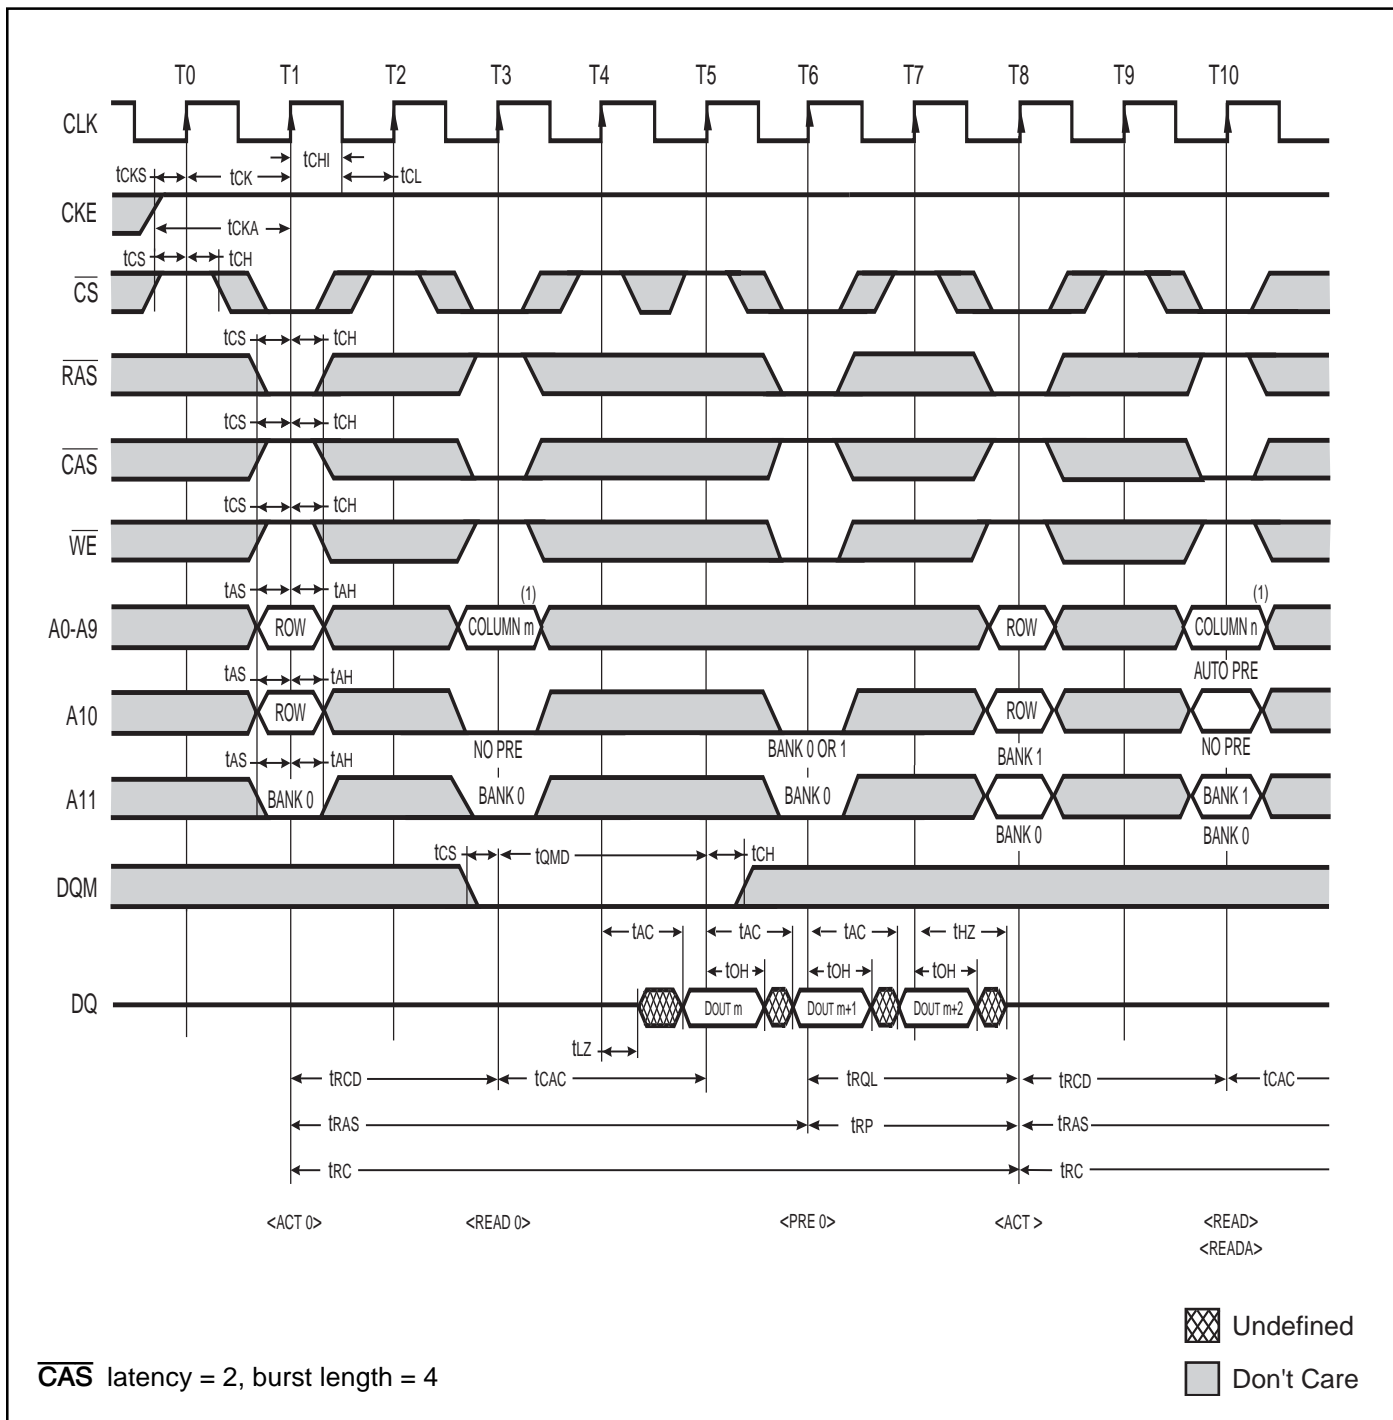 T0 T1 T2 T3 T4 T5 T6 T7 T8 T9 T10
CLK
tCHI
tCKS tCK tCL
CKE
tCKA
tCS tCH
CS
tCS tCH
RAS
tCS tCH
CAS
tCS tCH
WE
tAS tAH (1) (1)
A0-A9 ROW COLUMN m ROW COLUMN n
tAS tAH AUTO PRE
A10 ROW ROW
NO PRE BANK 0 OR 1 BANK 1 NO PRE
tAS tAH
A11 BANK 0 BANK 0 BANK 0 BANK 1
BANK 0 BANK 0
tCS tQMD tCH
DQM
tAC tAC tAC tHZ
tOH tOH tOH
DQ DOUT m DOUT m+1 DOUT m+2
tLZ
tRCD tCAC tRQL tRCD tCAC
tRAS tRP tRAS
tRC tRC
<ACT 0> <READ 0> <PRE 0> <ACT > <READ>
<READA>
Undefined
CAS latency = 2, burst length = 4
Don't Care